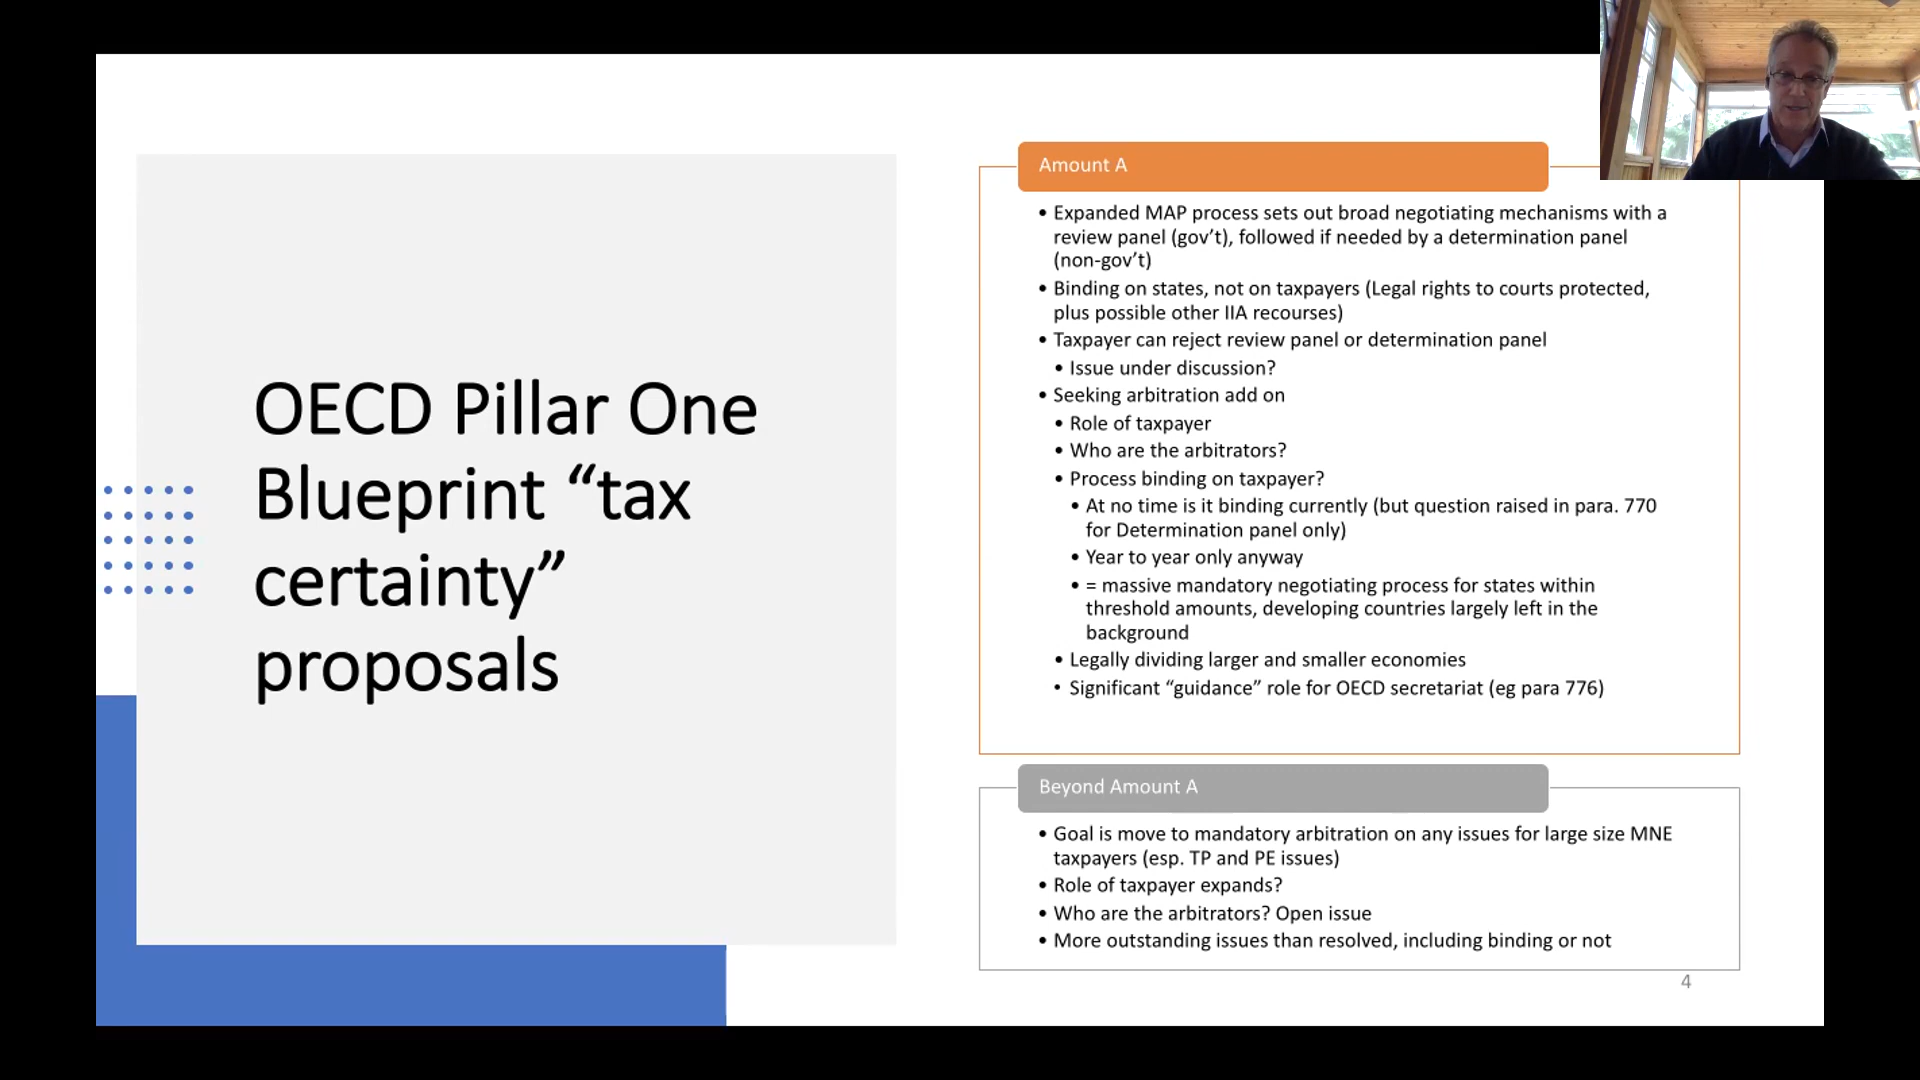 OECD Pillar One
Blueprint “tax
certainty”
proposals
Amount A
• Expanded MAP process sets out broad negotiating mechanisms with a
review panel (gov’t), followed if needed by a determination panel
(non-gov’t)
• Binding on states, not on taxpayers (Legal rights to courts protected,
plus possible other IIA recourses)
• Taxpayer can reject review panel or determination panel
• Issue under discussion?
• Seeking arbitration add on
• Role of taxpayer
• Who are the arbitrators?
• Process binding on taxpayer?
• At no time is it binding currently (but question raised in para. 770
for Determination panel only)
• Year to year only anyway
• = massive mandatory negotiating process for states within
threshold amounts, developing countries largely left in the
background
• Legally dividing larger and smaller economies
• Significant “guidance” role for OECD secretariat (eg para 776)
Beyond Amount A
• Goal is move to mandatory arbitration on any issues for large size MNE
taxpayers (esp. TP and PE issues)
• Role of taxpayer expands?
• Who are the arbitrators? Open issue
• More outstanding issues than resolved, including binding or not
4